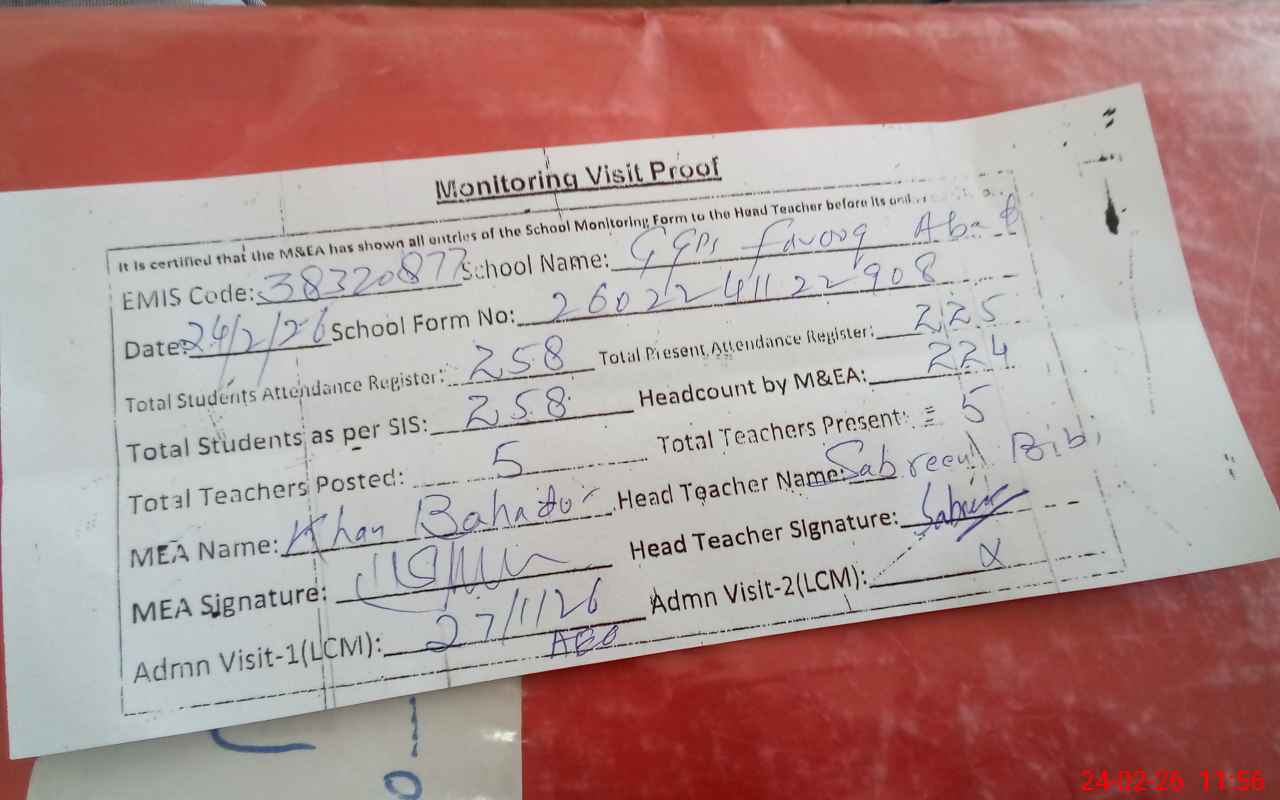 Monitoring Visit Proof
It is certified that the M&EA has shown all entries of the School Monitoring Form to the Head Teacher before its
EMIS Code: 38320877 School Name: GGPS Farooq Abad
Date: 24/2/26 School Form No: 26022411 22908
Total Students Attendance Register: 258 Total Present Attendance Register: 225
Total Students as per SIS: 258 Headcount by M&EA: 224
Total Teachers Posted: 5 Total Teachers Present: = 5
MEA Name: Khan Bahador Head Teacher Name: Sabreen Bibi
MEA Signature: Head Teacher Signature:
Admn Visit-1(LCM): 27/1/26 Admn Visit-2(LCM): x
AEO
24-02-26 11:56